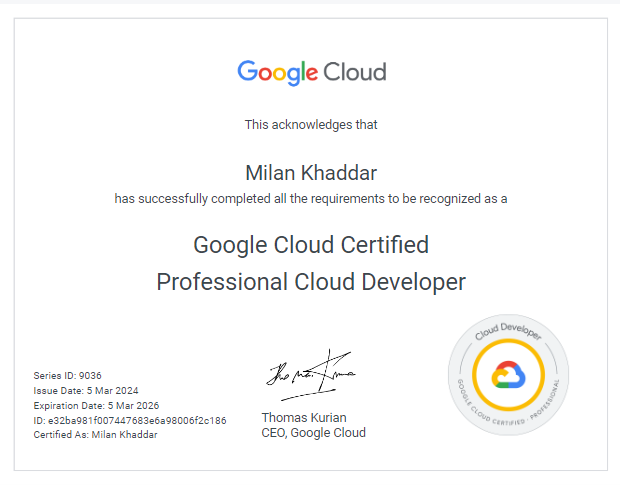 Google Cloud
This acknowledges that
Milan Khaddar
has successfully completed all the requirements to be recognized as a
Google Cloud Certified
Professional Cloud Developer
Series ID: 9036
Issue Date: 5 Mar 2024
Expiration Date: 5 Mar 2026
ID: e32ba981f007447683e6a98006f2c186
Certified As: Milan Khaddar
Thomas Kurian
CEO, Google Cloud
Cloud Developer
GOOGLE CLOUD CERTIFIED · PROFESSIONAL